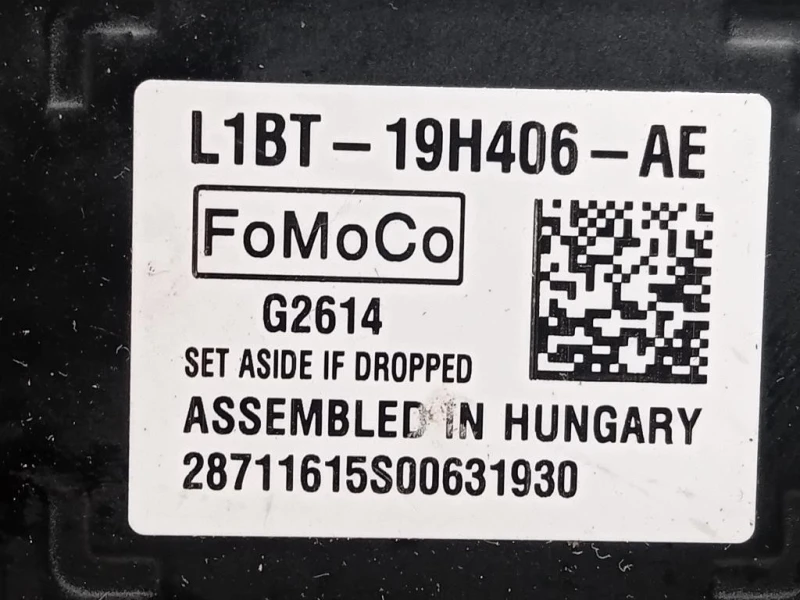 L1BT-19H406-AE
FoMoCo
G2614
SET ASIDE IF DROPPED
ASSEMBLED IN HUNGARY
28711615S00631930